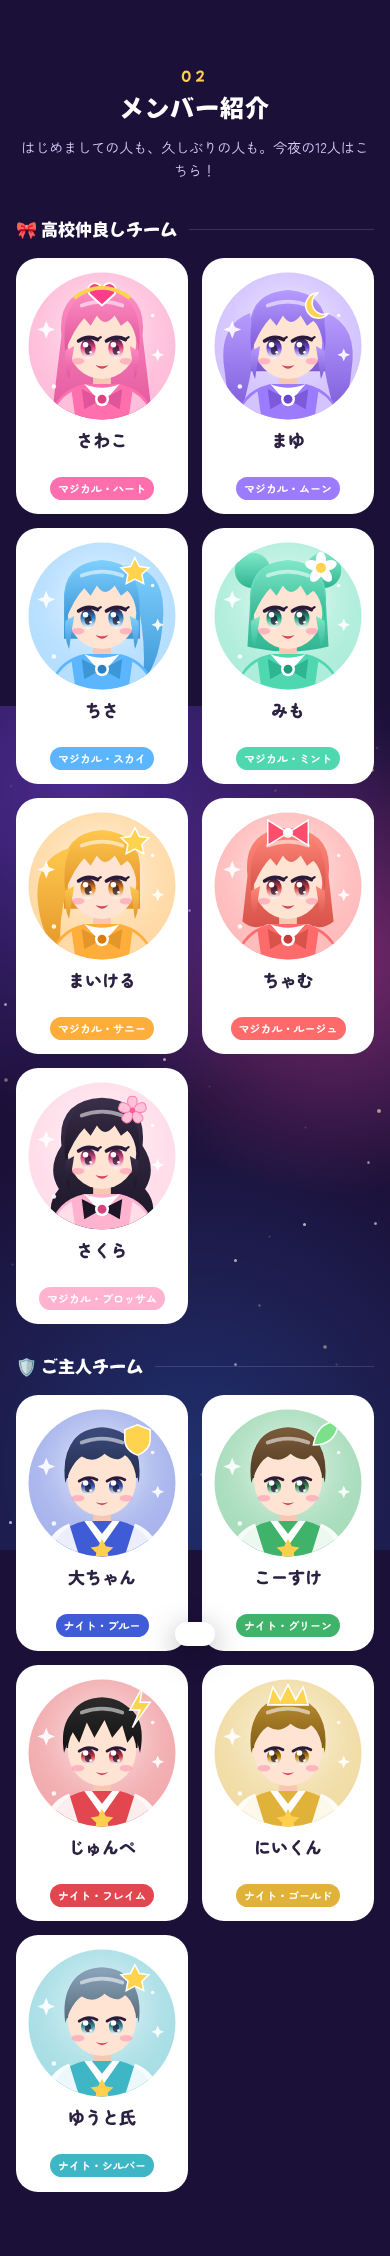 02
メンバー紹介
はじめましての人も、久しぶりの人も。今夜の12人はこ
ちら！
高校仲良しチーム
さわこ
マジカル・ハート
まゆ
マジカル・ムーン
ちさ
マジカル・スカイ
みも
マジカル・ミント
まいける
マジカル・サニー
ちゃむ
マジカル・ルージュ
さくら
マジカル・ブロッサム
ご主人チーム
大ちゃん
ナイト・ブルー
こーすけ
ナイト・グリーン
じゅんぺ
ナイト・フレイム
にいくん
ナイト・ゴールド
ゆうと氏
ナイト・シルバー